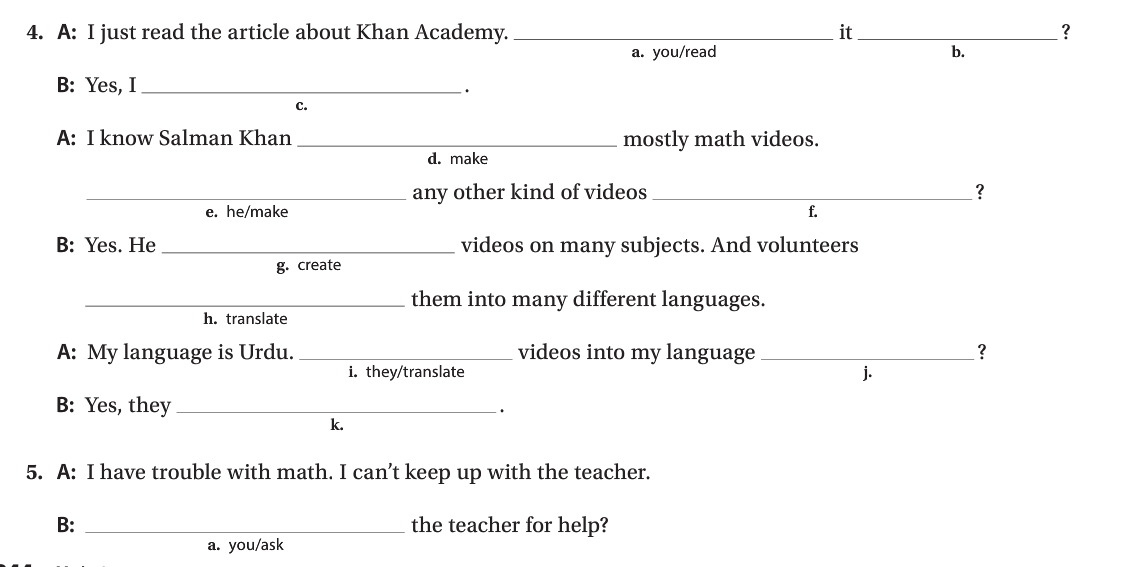 4. A: I just read the article about Khan Academy. ______ it ______?
a. you/read b.
B: Yes, I ______.
c.
A: I know Salman Khan ______ mostly math videos.
d. make
______ any other kind of videos ______?
e. he/make f.
B: Yes. He ______ videos on many subjects. And volunteers
g. create
______ them into many different languages.
h. translate
A: My language is Urdu. ______ videos into my language ______?
i. they/translate j.
B: Yes, they ______.
k.
5. A: I have trouble with math. I can't keep up with the teacher.
B: ______ the teacher for help?
a. you/ask